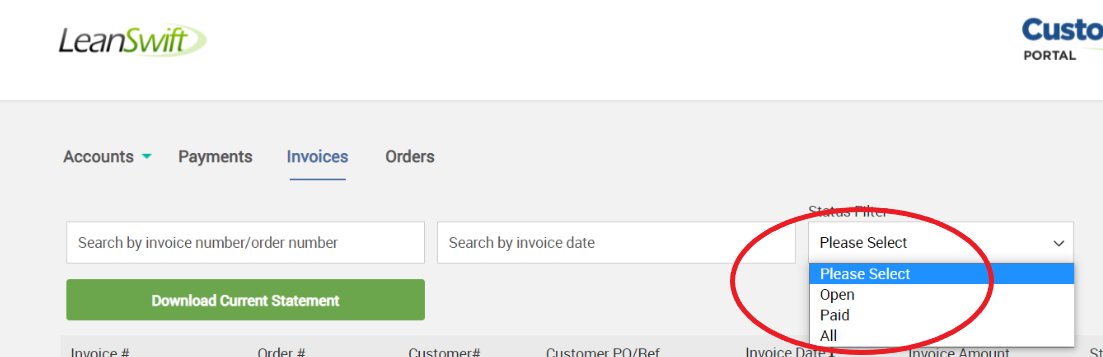 LeanSwift
Custo
PORTAL
Accounts
Payments
Invoices
Orders
Status Filter
Search by invoice number/order number
Search by invoice date
Please Select
Please Select
Open
Paid
All
Download Current Statement
Invoice #
Order #
Customer#
Customer PO/Ref
Invoice Date
Invoice Amount
St